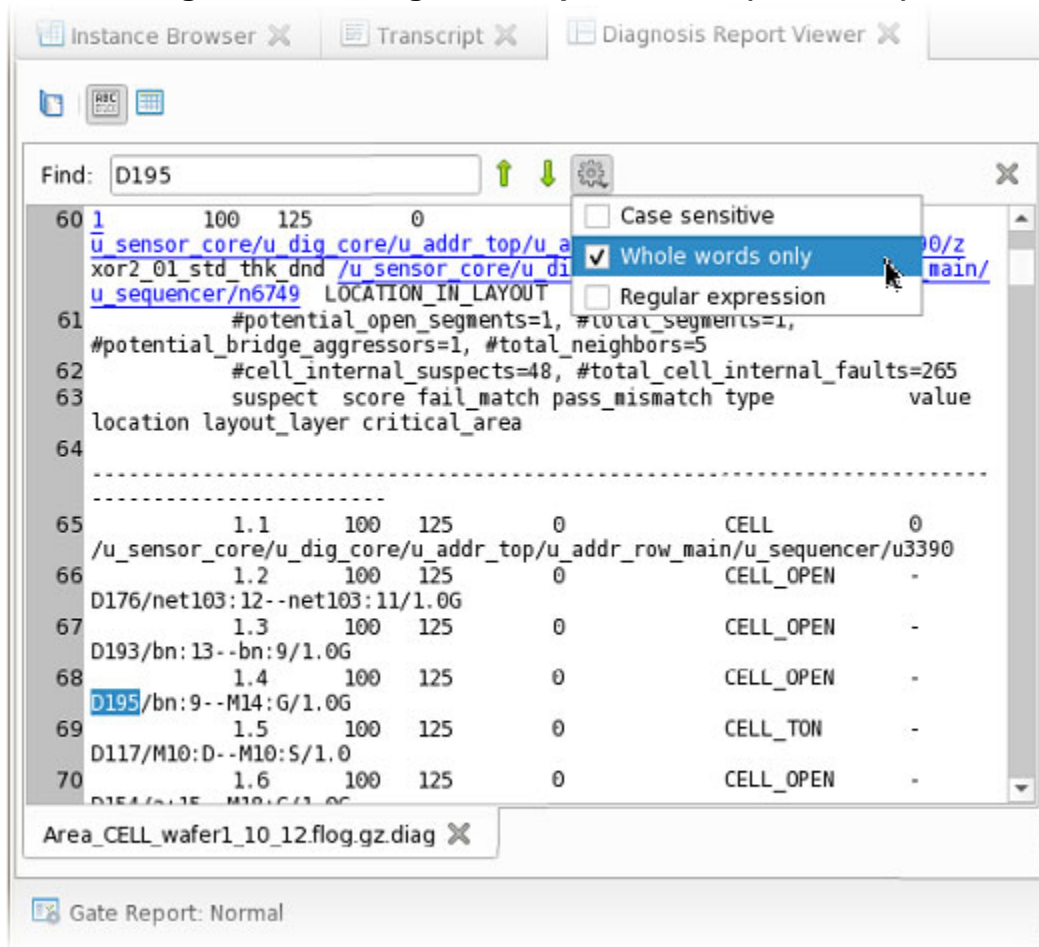 Instance Browser
Transcript
Diagnosis Report Viewer
ABC
Find: D195
Case sensitive
Whole words only
Regular expression
60 1 100 125 0
u_sensor_core/u_dig_core/u_addr_top/u_a 90/z
xor2_01_std_thk_dnd /u_sensor_core/u_di main/
u_sequencer/n6749 LOCATION_IN_LAYOUT
61 #potential_open_segments=1, #total_segments=1,
#potential_bridge_aggressors=1, #total_neighbors=5
62 #cell_internal_suspects=48, #total_cell_internal_faults=265
63 suspect score fail_match pass_mismatch type value
location layout_layer critical_area
64
65 1.1 100 125 0 CELL 0
/u_sensor_core/u_dig_core/u_addr_top/u_addr_row_main/u_sequencer/u3390
66 1.2 100 125 0 CELL_OPEN -
D176/net103:12--net103:11/1.0G
67 1.3 100 125 0 CELL_OPEN -
D193/bn:13--bn:9/1.0G
68 1.4 100 125 0 CELL_OPEN -
D195/bn:9--M14:G/1.0G
69 1.5 100 125 0 CELL_TON -
D117/M10:D--M10:S/1.0
70 1.6 100 125 0 CELL_OPEN -
Area_CELL_wafer1_10_12.flog.gz.diag
Gate Report: Normal